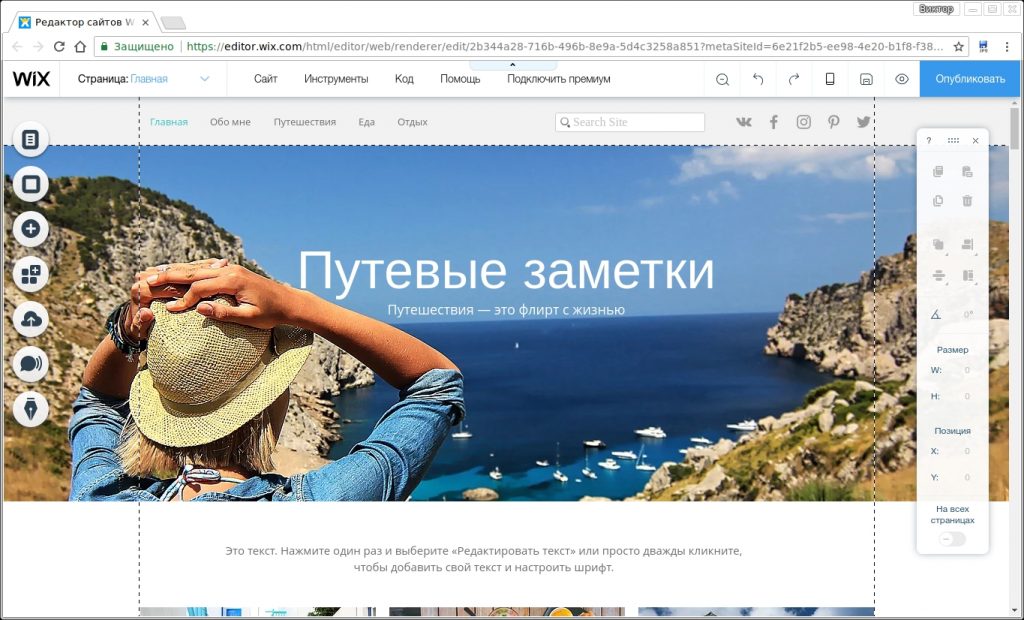 Виктор
Редактор сайтов W
Защищено https://editor.wix.com/html/editor/web/renderer/edit/2b344a28-716b-496b-8e9a-5d4c3258a851?metaSiteId=6e21f2b5-ee98-4e20-b1f8-f38...
WiX Страница: Главная Сайт Инструменты Код Помощь Подключить премиум Опубликовать
Главная Обо мне Путешествия Еда Отдых Search Site
?
Путевые заметки
Путешествия — это флирт с жизнью
0°
Размер
W: 0
H: 0
Позиция
X: 0
Y: 0
На всех
страницах
Это текст. Нажмите один раз и выберите «Редактировать текст» или просто дважды кликните,
чтобы добавить свой текст и настроить шрифт.